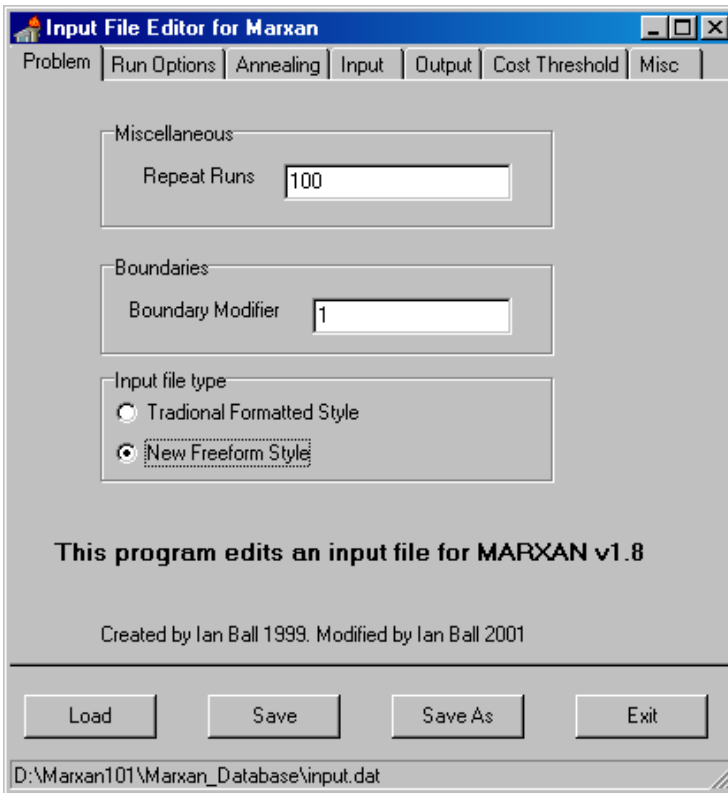 Input File Editor for Marxan
Problem Run Options Annealing Input Output Cost Threshold Misc
Miscellaneous
Repeat Runs 100
Boundaries
Boundary Modifier 1
Input file type
Tradional Formatted Style
New Freeform Style
This program edits an input file for MARXAN v1.8
Created by Ian Ball 1999. Modified by Ian Ball 2001
Load Save Save As Exit
D:\Marxan101\Marxan_Database\input.dat